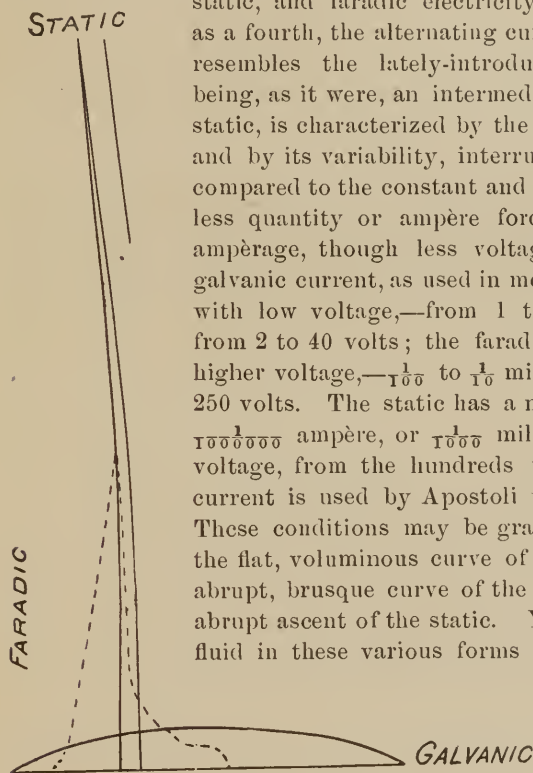 STATIC
static, and faradic electricity
as a fourth, the alternating cu
resembles the lately-introdu
being, as it were, an intermed
static, is characterized by the
and by its variability, interru
compared to the constant and
less quantity or ampère for
ampèrage, though less voltag
galvanic current, as used in me
with low voltage,—from 1 t
from 2 to 40 volts; the farad
higher voltage,—1/100 to 1/10 mi
250 volts. The static has a
1/1000000 ampère, or 1/1000 mil
voltage, from the hundreds
current is used by Apostoli
These conditions may be gra
the flat, voluminous curve of
abrupt, brusque curve of the
abrupt ascent of the static.
fluid in these various forms
FARADIC
GALVANIC